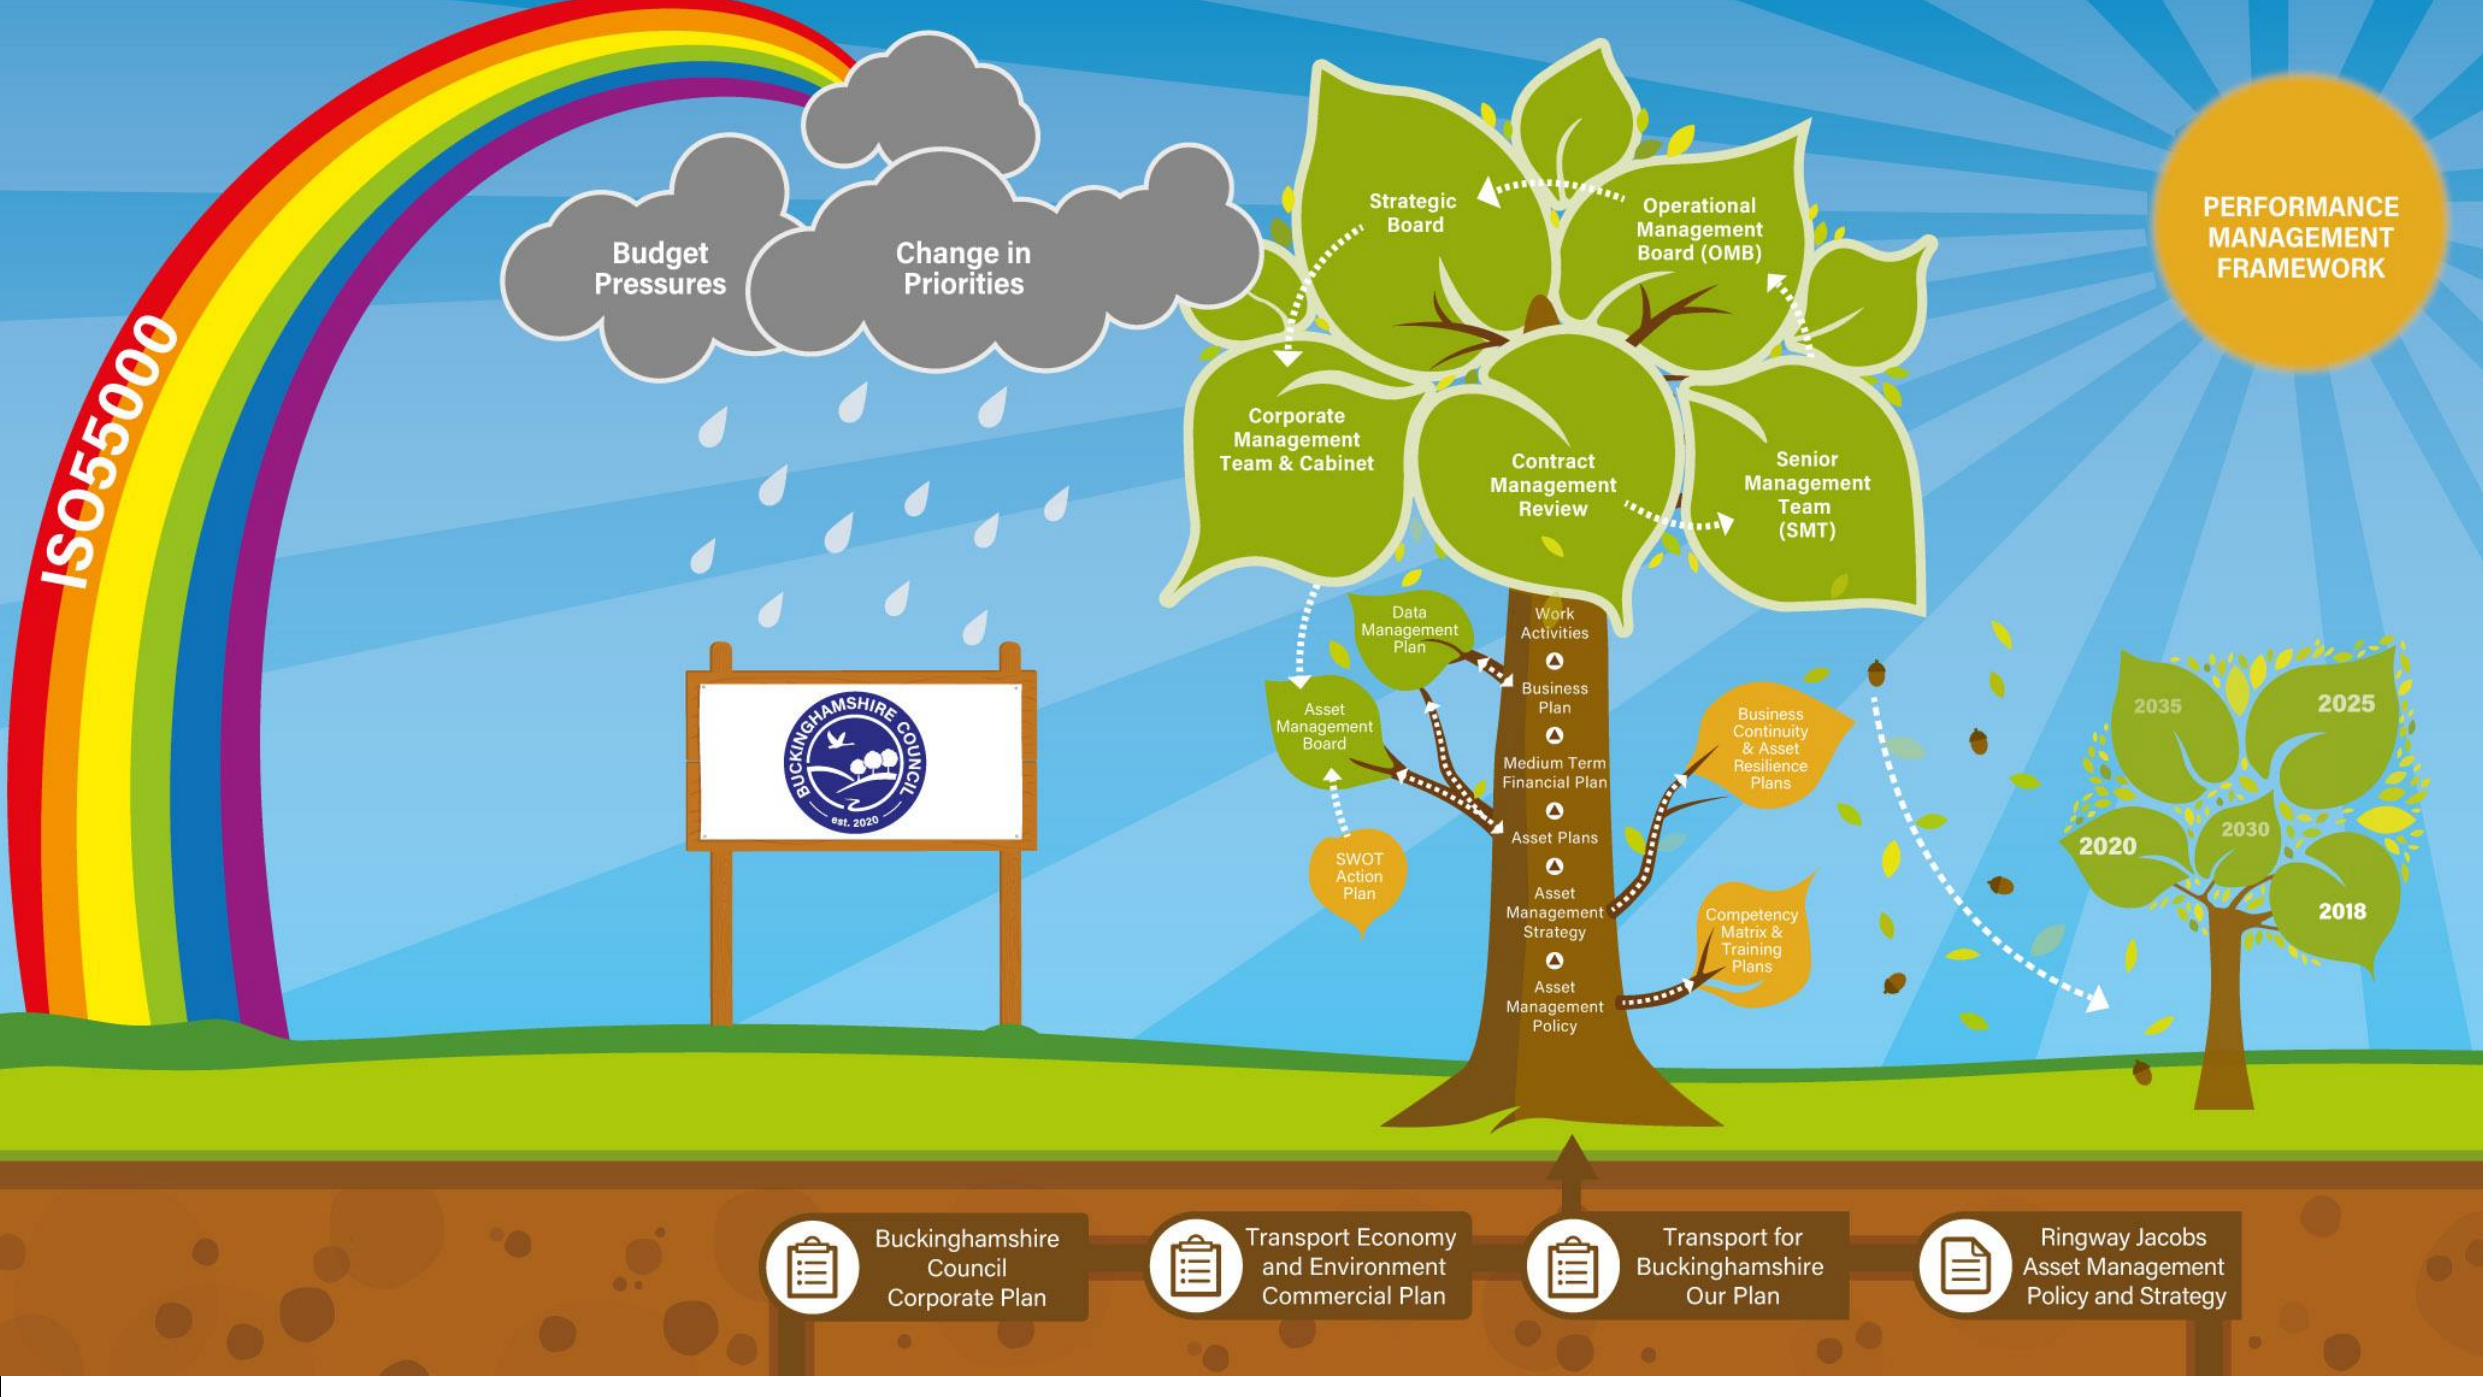 ISO55000
Budget
Pressures
Change in
Priorities
Strategic
Board
Operational
Management
Board (OMB)
PERFORMANCE
MANAGEMENT
FRAMEWORK
Corporate
Management
Team & Cabinet
Contract
Management
Review
Senior
Management
Team
(SMT)
Data
Management
Plan
Asset
Management
Board
SWOT
Action
Plan
Work
Activities
Business
Plan
Medium Term
Financial Plan
Asset Plans
Asset
Management
Strategy
Asset
Management
Policy
Business
Continuity
& Asset
Resilience
Plans
Competency
Matrix &
Training
Plans
BUCKINGHAMSHIRE COUNCIL
est. 2020
2035
2025
2020
2030
2018
Buckinghamshire
Council
Corporate Plan
Transport Economy
and Environment
Commercial Plan
Transport for
Buckinghamshire
Our Plan
Ringway Jacobs
Asset Management
Policy and Strategy